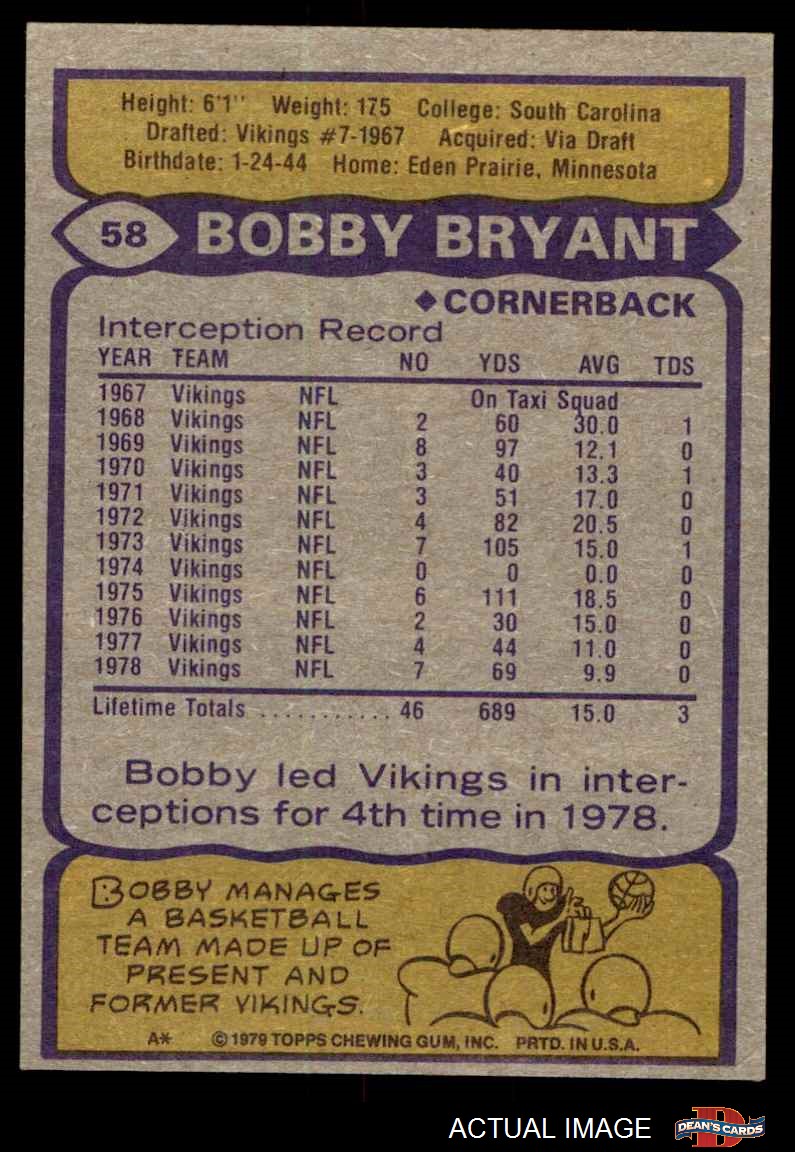 Height: 6'1" Weight: 175 College: South Carolina
Drafted: Vikings #7-1967 Acquired: Via Draft
Birthdate: 1-24-44 Home: Eden Prairie, Minnesota
58 BOBBY BRYANT
◆CORNERBACK
Interception Record
YEAR TEAM NO YDS AVG TDS
1967 Vikings NFL On Taxi Squad
1968 Vikings NFL 2 60 30.0 1
1969 Vikings NFL 8 97 12.1 0
1970 Vikings NFL 3 40 13.3 1
1971 Vikings NFL 3 51 17.0 0
1972 Vikings NFL 4 82 20.5 0
1973 Vikings NFL 7 105 15.0 1
1974 Vikings NFL 0 0 0.0 0
1975 Vikings NFL 6 111 18.5 0
1976 Vikings NFL 2 30 15.0 0
1977 Vikings NFL 4 44 11.0 0
1978 Vikings NFL 7 69 9.9 0
Lifetime Totals ........... 46 689 15.0 3
Bobby led Vikings in inter-
ceptions for 4th time in 1978.
BOBBY MANAGES
A BASKETBALL
TEAM MADE UP OF
PRESENT AND
FORMER VIKINGS.
A* ©1979 TOPPS CHEWING GUM, INC. PRTD. IN U.S.A.
ACTUAL IMAGE
D
DEAN'S CARDS